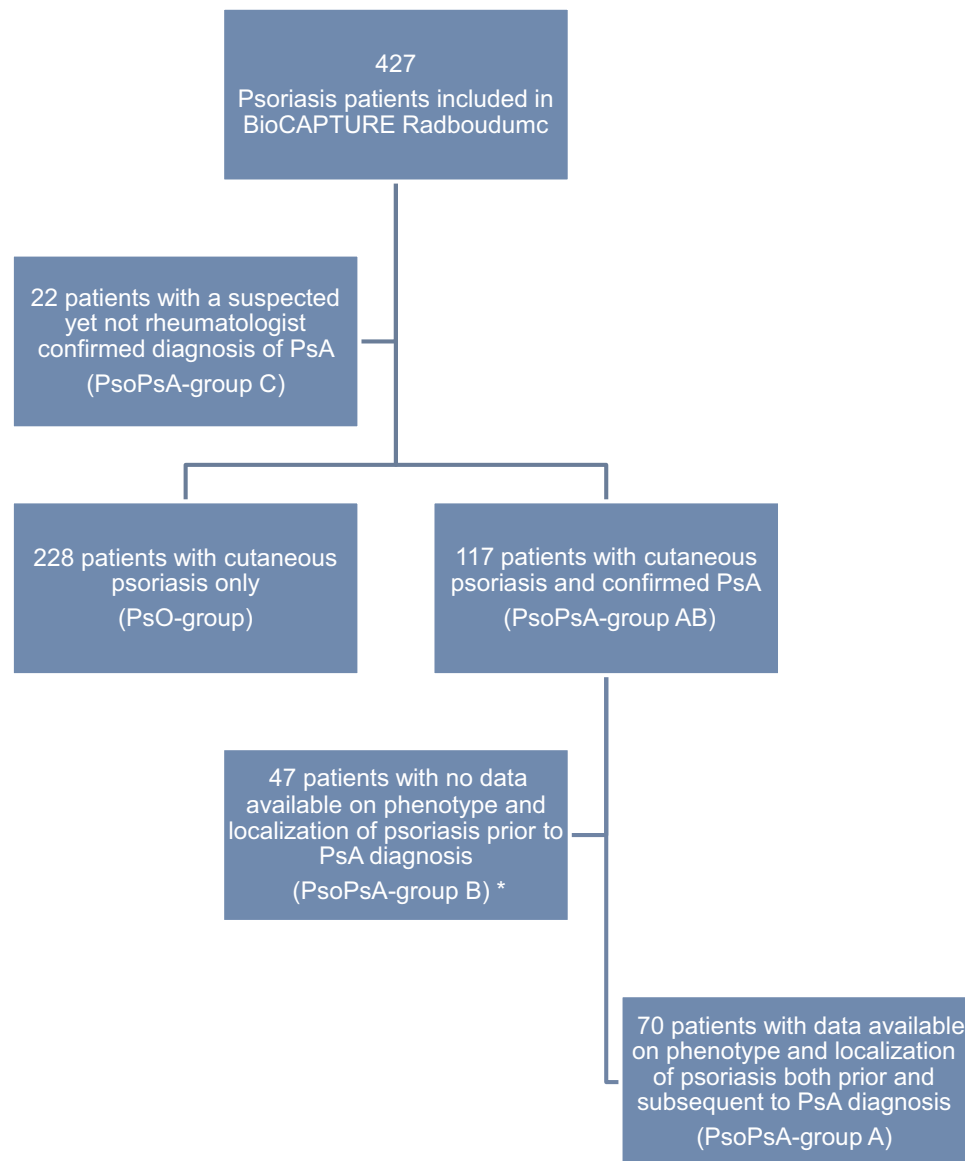 427
Psoriasis patients included in
BioCAPTURE Radboudumc
22 patients with a suspected
yet not rheumatologist
confirmed diagnosis of PsA
(PsoPsA-group C)
228 patients with cutaneous
psoriasis only
(PsO-group)
117 patients with cutaneous
psoriasis and confirmed PsA
(PsoPsA-group AB)
47 patients with no data
available on phenotype and
localization of psoriasis prior to
PsA diagnosis
(PsoPsA-group B) *
70 patients with data available
on phenotype and localization
of psoriasis both prior and
subsequent to PsA diagnosis
(PsoPsA-group A)